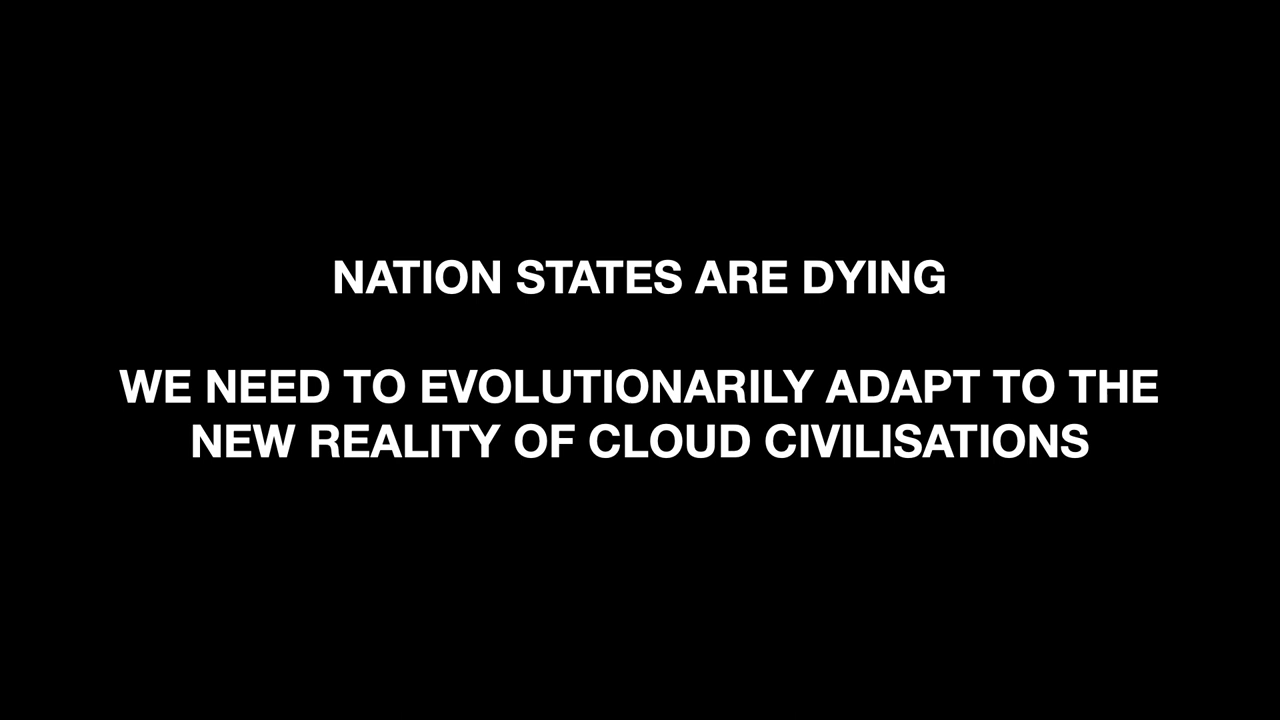 NATION STATES ARE DYING
WE NEED TO EVOLUTIONARILY ADAPT TO THE
NEW REALITY OF CLOUD CIVILISATIONS